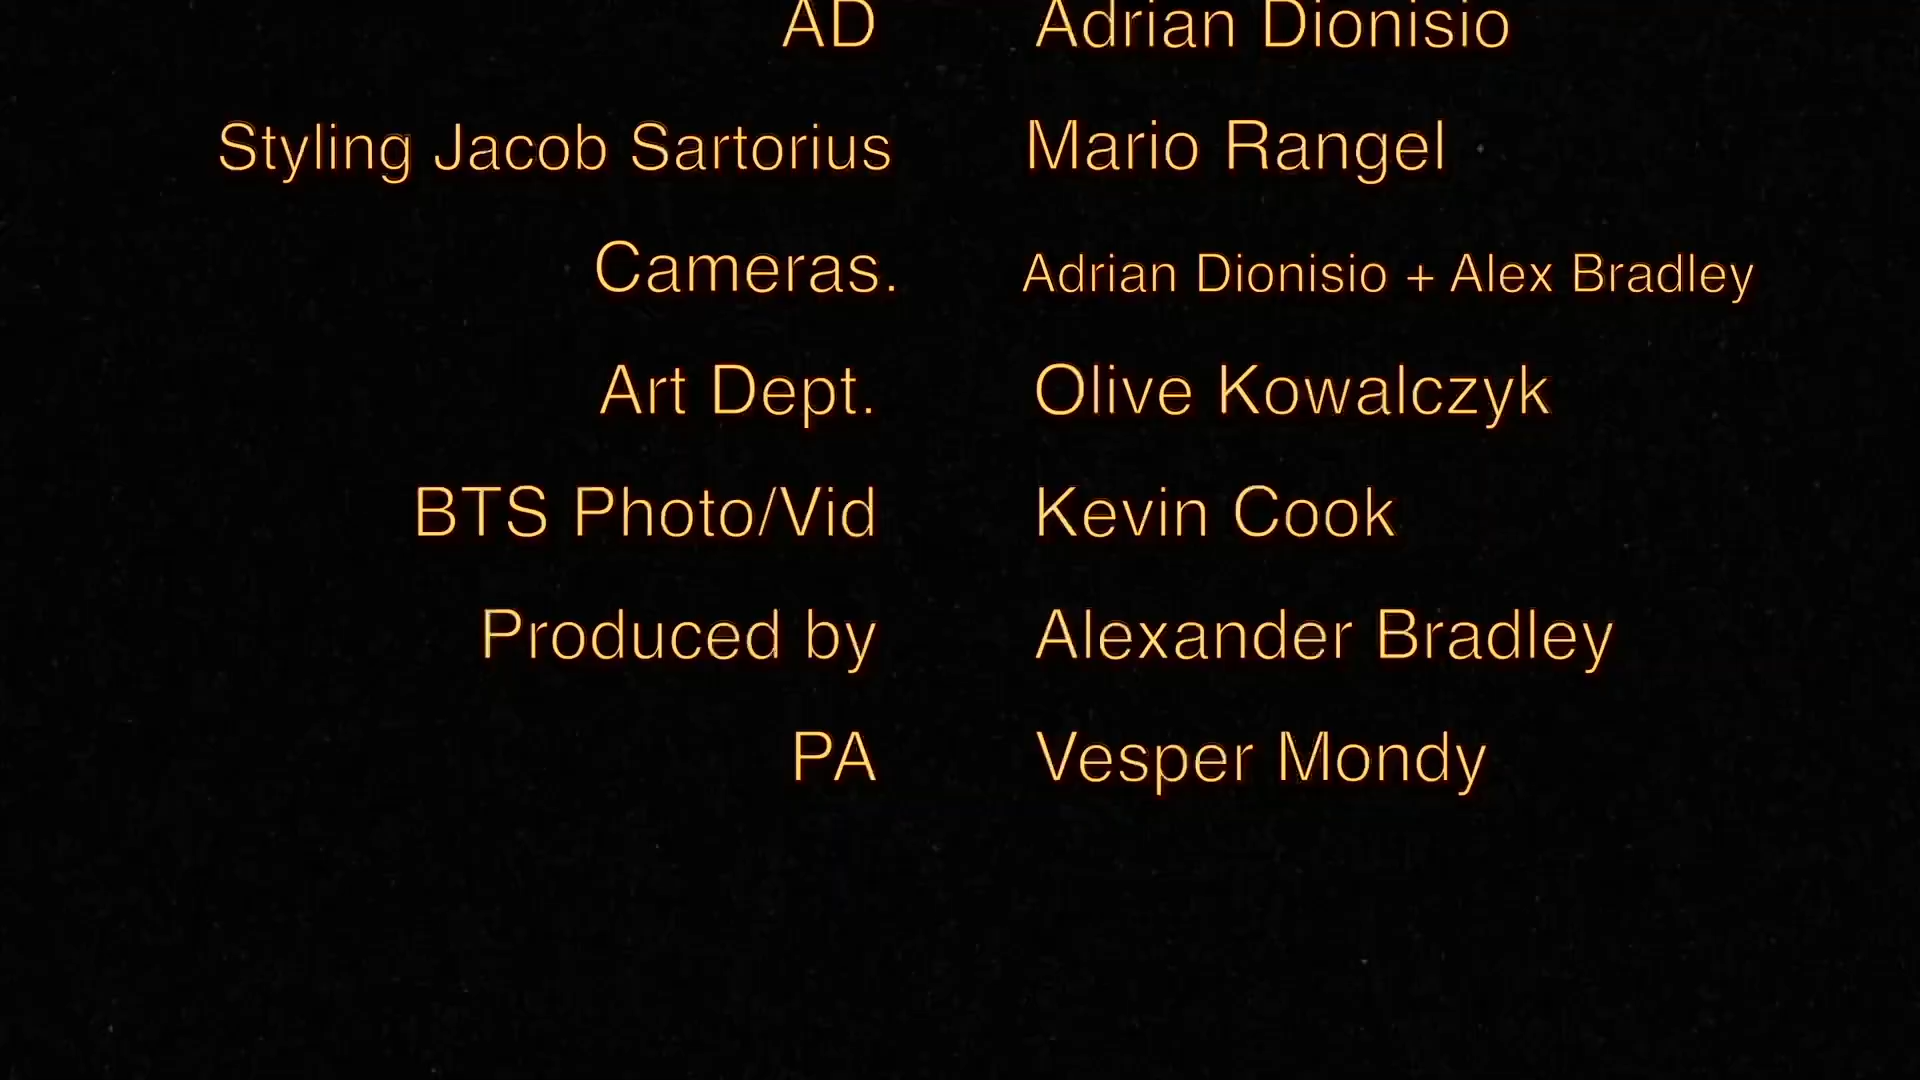 AD Adrian Dionisio
Styling Jacob Sartorius Mario Rangel
Cameras. Adrian Dionisio + Alex Bradley
Art Dept. Olive Kowalczyk
BTS Photo/Vid Kevin Cook
Produced by Alexander Bradley
PA Vesper Mondy